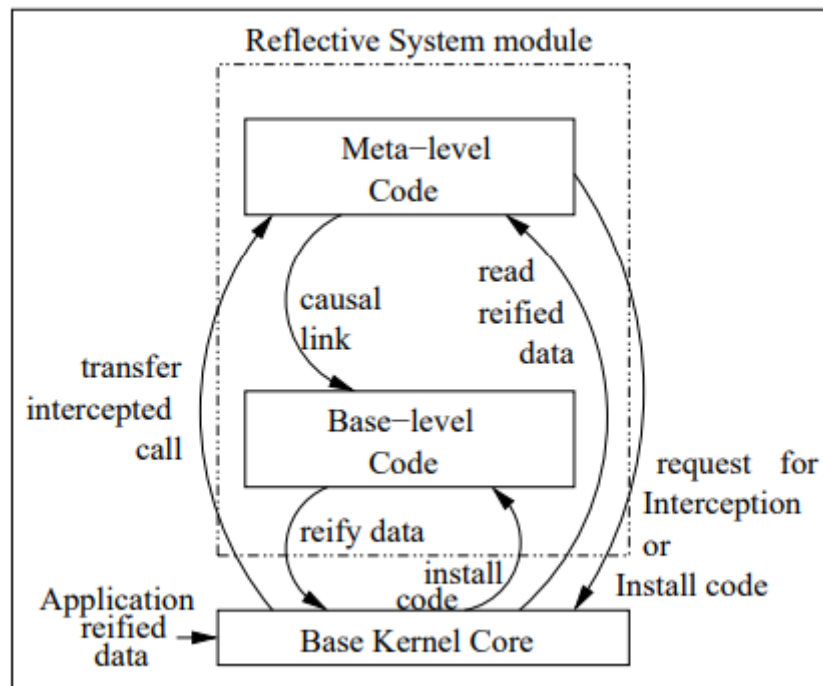 Reflective System module
Meta−level
Code
causal
link
read
reified
data
transfer
intercepted
call
Base−level
Code
request for
Interception
or
Install code
reify data
install
code
Application
reified
data
Base Kernel Core